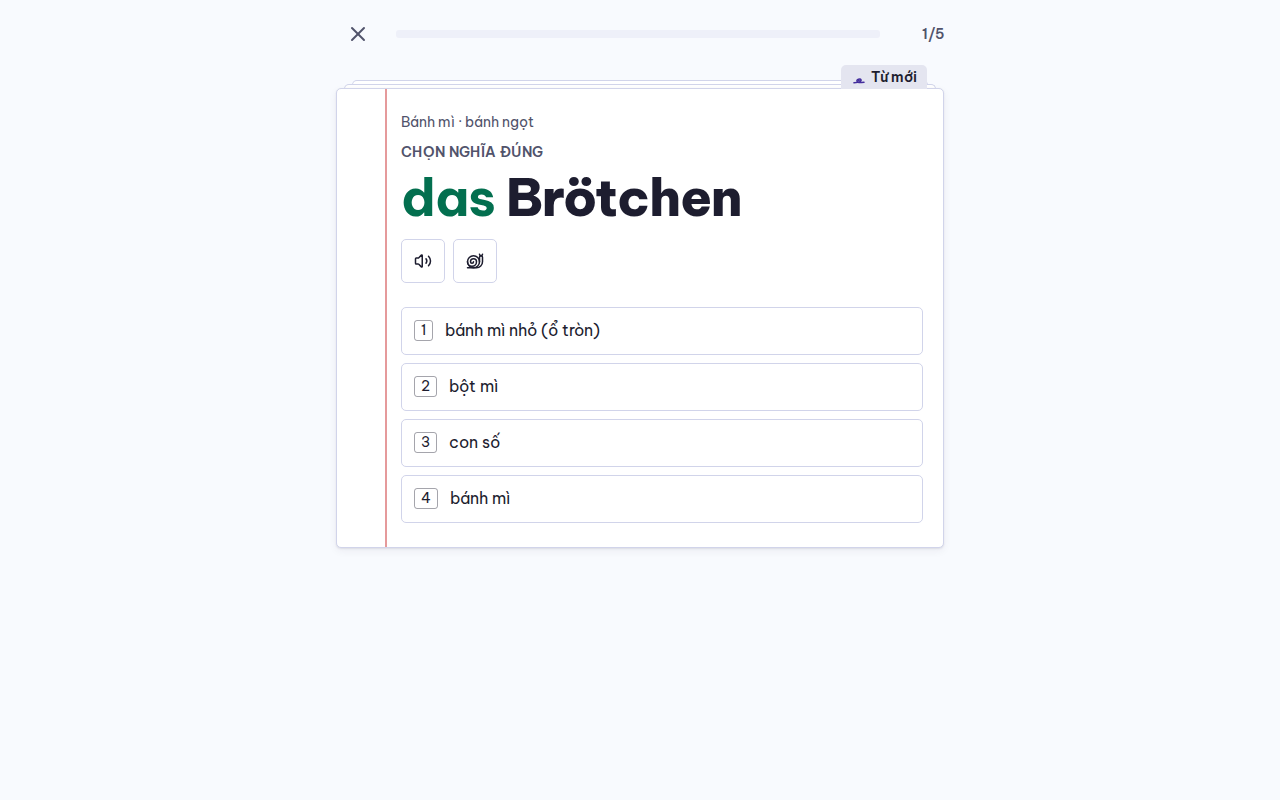 1/5
Từ mới
Bánh mì · bánh ngọt
CHỌN NGHĨA ĐÚNG
das Brötchen
1 bánh mì nhỏ (ổ tròn)
2 bột mì
3 con số
4 bánh mì